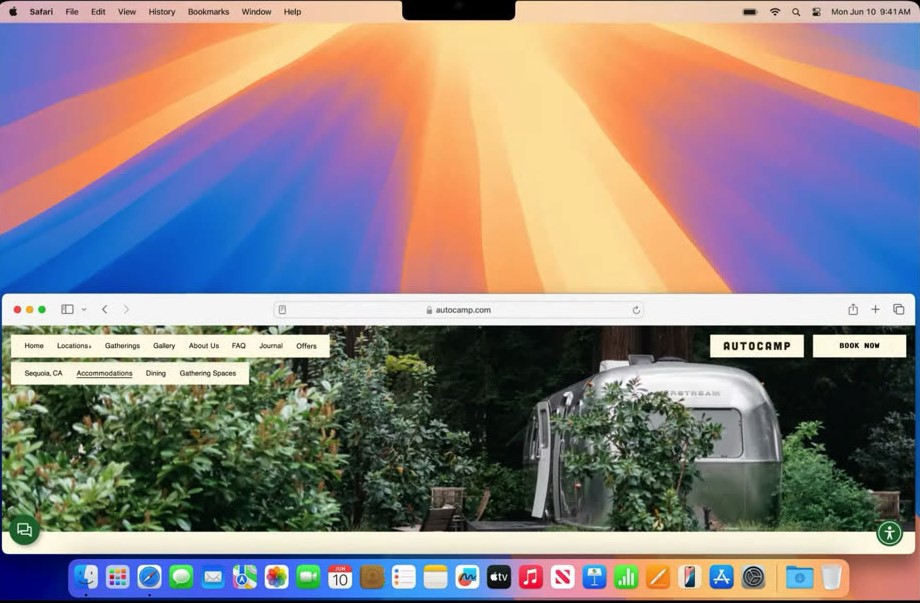 Safari File Edit View History Bookmarks Window Help
Mon Jun 10 9:41 AM
autocamp.com
Home Locations+ Gatherings Gallery About Us FAQ Journal Offers
AUTOCAMP
BOOK NOW
Sequoia, CA Accommodations Dining Gathering Spaces
JUN
10
tv